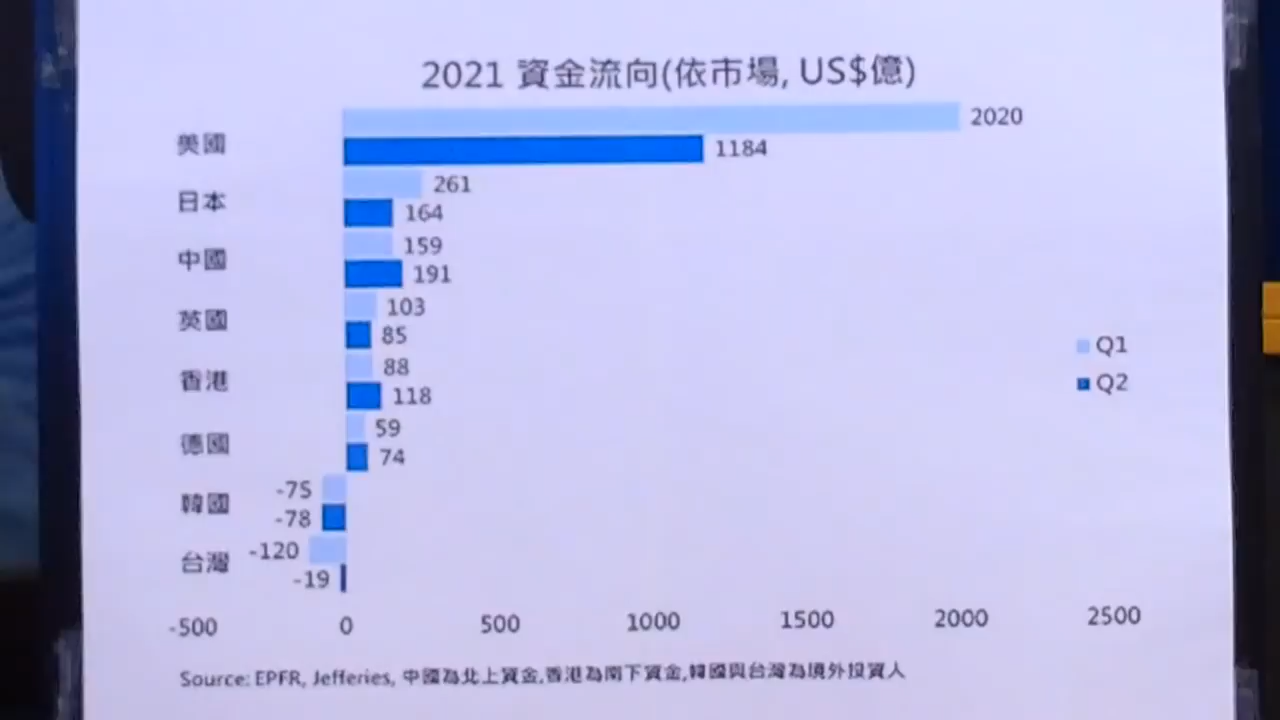 2021 資金流向(依市場, US$億)
美國
2020
1184
日本
261
164
中國
159
191
英國
103
85
香港
88
118
德國
59
74
韓國
-75
-78
台灣
-120
-19
Q1
Q2
-500 0 500 1000 1500 2000 2500
Source: EPFR, Jefferies, 中國為北上資金,香港為南下資金,韓國與台灣為境外投資人